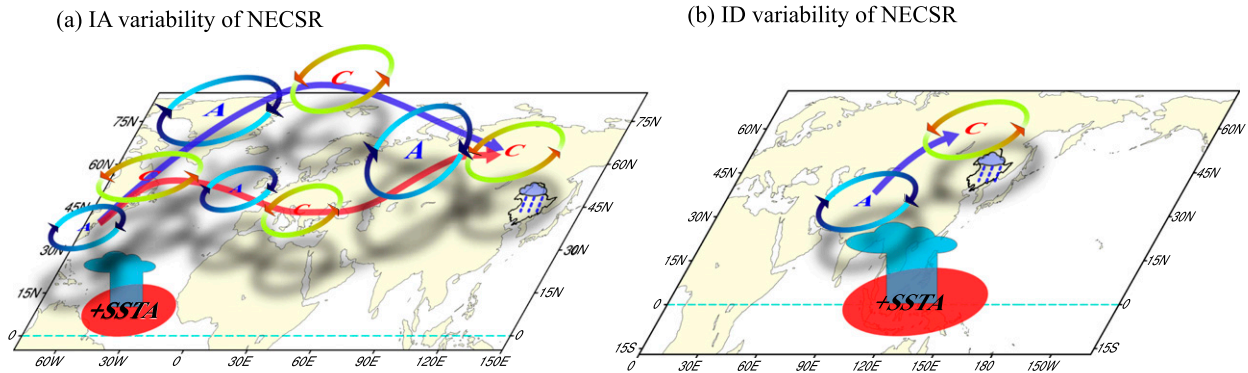 (a) IA variability of NECSR
(b) ID variability of NECSR
C
A
75N
75N
A
C
60N
C
A
C
60N
45N
A
45N
30N
30N
15N
+SSTA
15N
0
0
60W 30W 0 30E 60E 90E 120E 150E
C
60N
60N
45N
45N
A
30N
30N
15N
15N
+SSTA
0
0
15S
15S
0 30E 60E 90E 120E 150E 180 150W